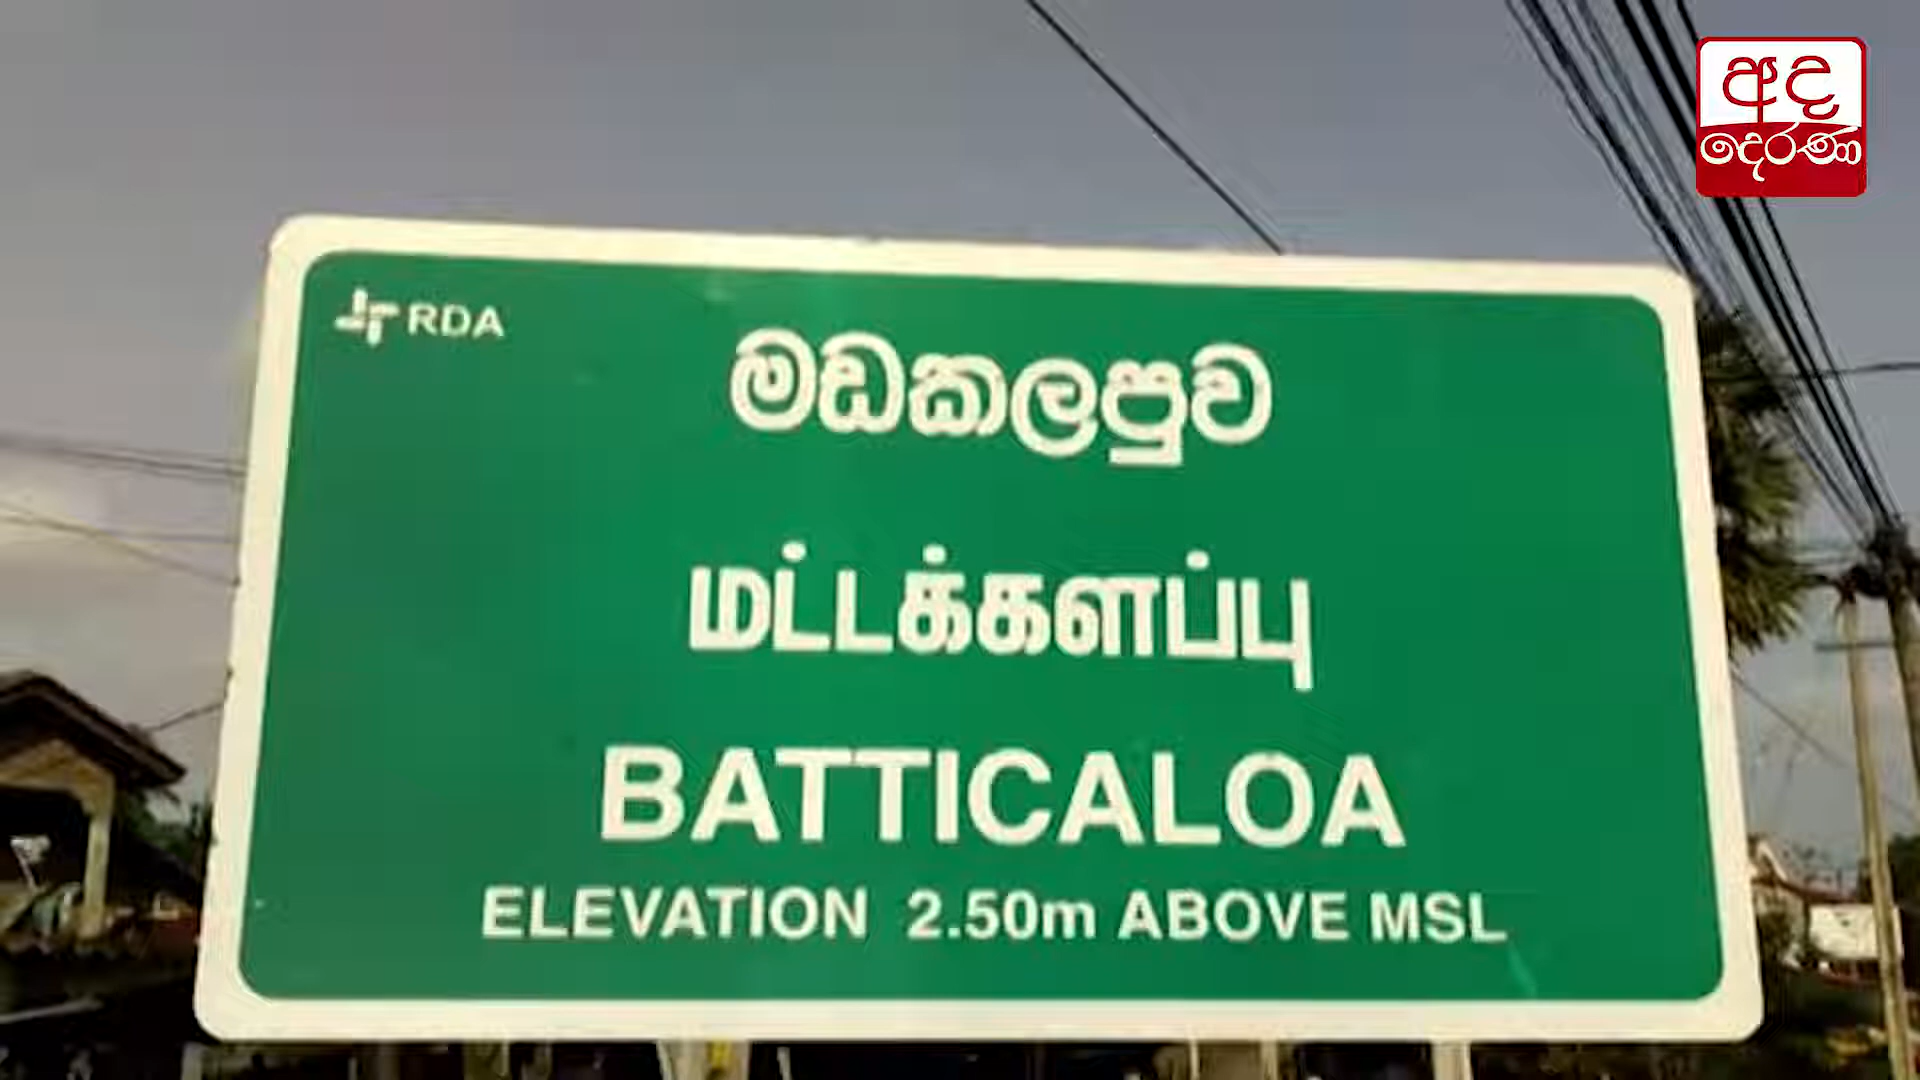 අද
දෙරණ
RDA
මඩකලපුව
மட்டக்களப்பு
BATTICALOA
ELEVATION 2.50m ABOVE MSL